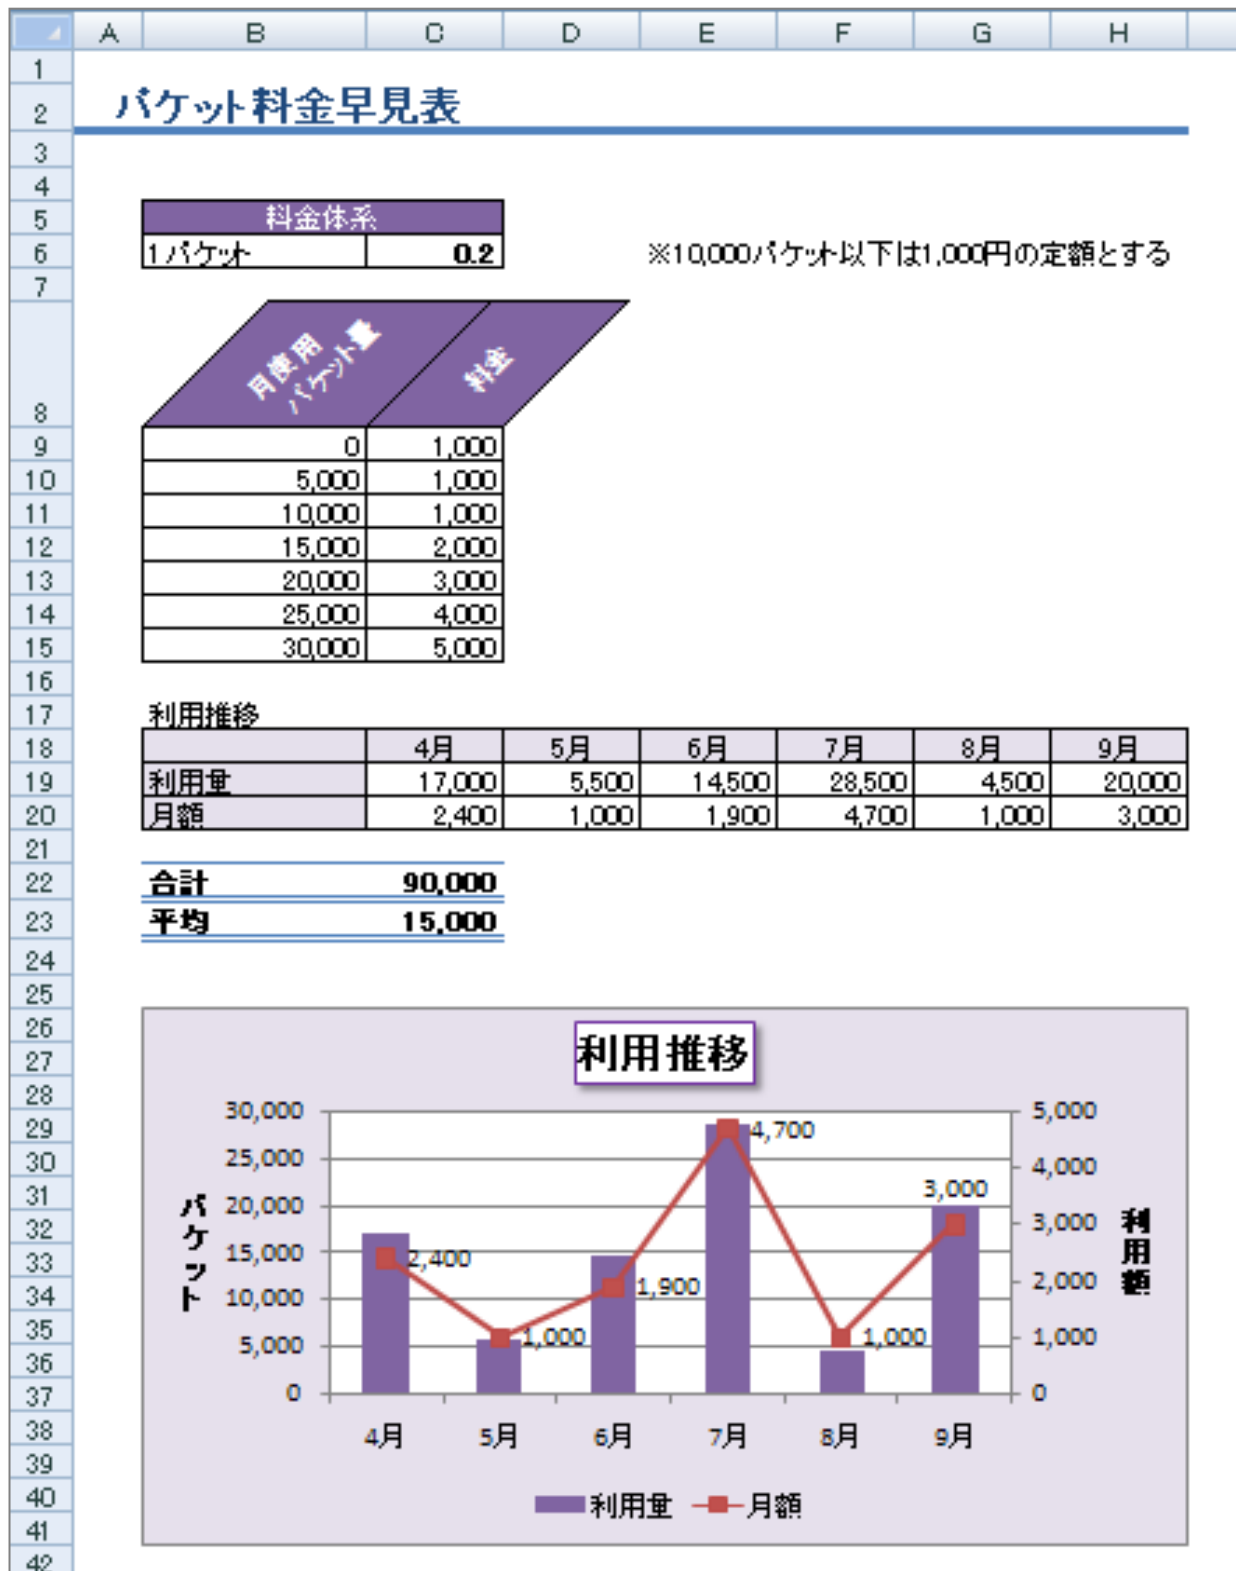 A B C D E F G H
1
2 パケット料金早見表
3
4
5 料金体系
6 1パケット 0.2 ※10,000パケット以下は1,000円の定額とする
7
8 月使用パケット量 料金
9 0 1,000
10 5,000 1,000
11 10,000 1,000
12 15,000 2,000
13 20,000 3,000
14 25,000 4,000
15 30,000 5,000
16
17 利用推移
18 4月 5月 6月 7月 8月 9月
19 利用量 17,000 5,500 14,500 28,500 4,500 20,000
20 月額 2,400 1,000 1,900 4,700 1,000 3,000
21
22 合計 90,000
23 平均 15,000
24
25
26
27
28
29
30
31
32
33
34
35
36
37
38
39
40
41
42
利用推移
パケット
30,000
25,000
20,000
15,000
10,000
5,000
0
2,400
1,000
1,900
4,700
1,000
3,000
5,000
4,000
3,000
2,000
1,000
0
利用額
4月 5月 6月 7月 8月 9月
利用量 月額